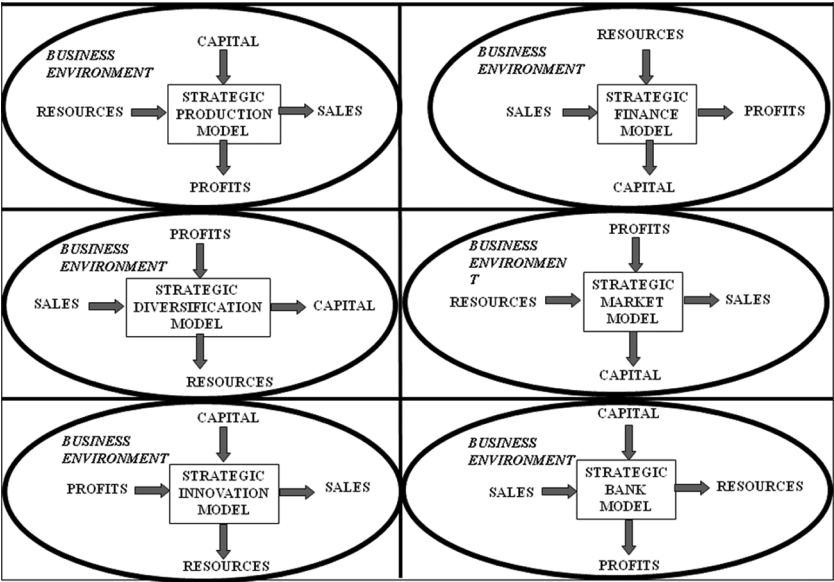 CAPITAL
BUSINESS
ENVIRONMENT
RESOURCES
STRATEGIC
PRODUCTION
MODEL
SALES
PROFITS
RESOURCES
BUSINESS
ENVIRONMENT
SALES
STRATEGIC
FINANCE
MODEL
PROFITS
CAPITAL
PROFITS
BUSINESS
ENVIRONMENT
SALES
STRATEGIC
DIVERSIFICATION
MODEL
CAPITAL
RESOURCES
PROFITS
BUSINESS
ENVIRONMEN
T
RESOURCES
STRATEGIC
MARKET
MODEL
SALES
CAPITAL
CAPITAL
BUSINESS
ENVIRONMENT
PROFITS
STRATEGIC
INNOVATION
MODEL
SALES
RESOURCES
CAPITAL
BUSINESS
ENVIRONMENT
SALES
STRATEGIC
BANK
MODEL
RESOURCES
PROFITS